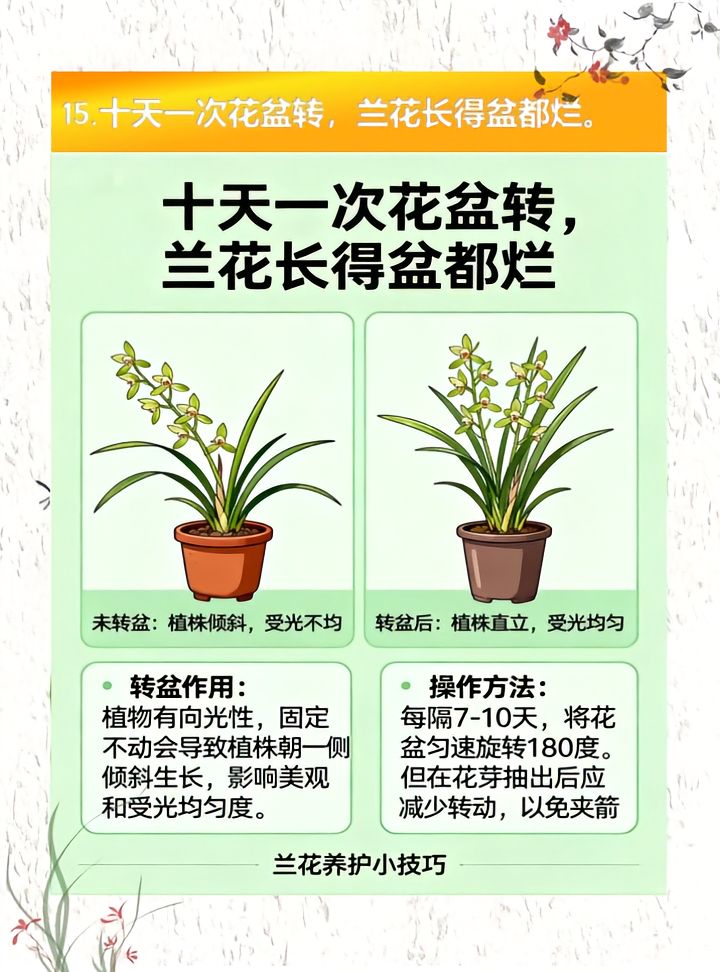 15.十天一次花盆转，兰花长得盆都烂。
十天一次花盆转，
兰花长得盆都烂
未转盆：植株倾斜，受光不均
转盆后：植株直立，受光均匀
• 转盆作用：
植物有向光性，固定
不动会导致植株朝一侧
倾斜生长，影响美观
和受光均匀度。
• 操作方法：
每隔7-10天，将花
盆匀速旋转180度。
但在花芽抽出后应
减少转动，以免夹箭
兰花养护小技巧